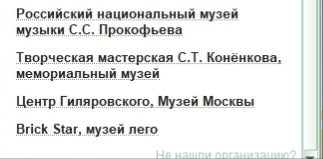 Российский национальный музей
музыки С.С. Прокофьева
Творческая мастерская С.Т. Конёнкова,
мемориальный музей
Центр Гиляровского, Музей Москвы
Brick Star, музей лего
Не нашли организацию?